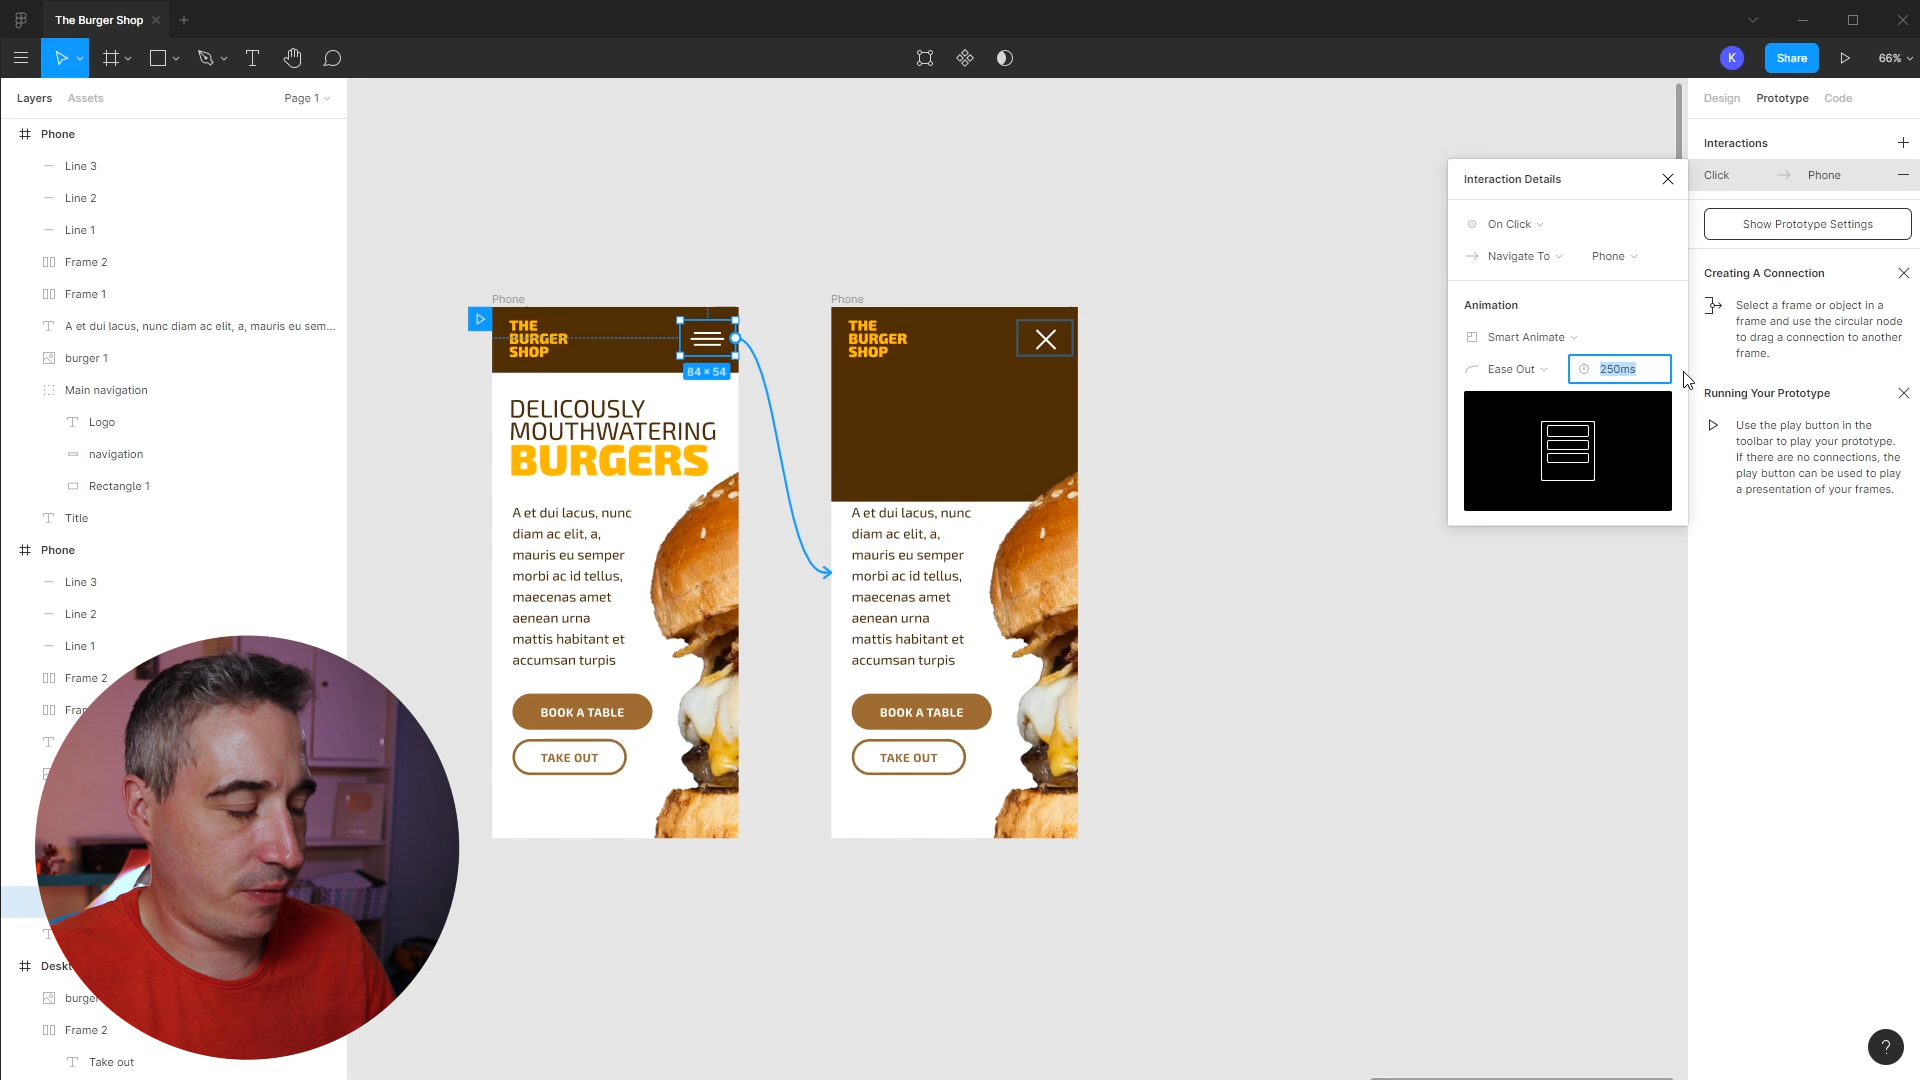 The Burger Shop
K
Share
66%
Layers
Assets
Page 1
Phone
Line 3
Line 2
Line 1
Frame 2
Frame 1
A et dui lacus, nunc diam ac elit, a, mauris eu sem...
burger 1
Main navigation
Logo
navigation
Rectangle 1
Title
Phone
Line 3
Line 2
Line 1
Frame 2
Take out
Frame 2
Phone
THE
BURGER
SHOP
84 × 54
DELICOUSLY
MOUTHWATERING
BURGERS
A et dui lacus, nunc
diam ac elit, a,
mauris eu semper
morbi ac id tellus,
maecenas amet
aenean urna
mattis habitant et
accumsan turpis
BOOK A TABLE
TAKE OUT
Phone
THE
BURGER
SHOP
A et dui lacus, nunc
diam ac elit, a,
mauris eu semper
morbi ac id tellus,
maecenas amet
aenean urna
mattis habitant et
accumsan turpis
BOOK A TABLE
TAKE OUT
Interaction Details
On Click
Navigate To
Phone
Animation
Smart Animate
Ease Out
250ms
Design
Prototype
Code
Interactions
Click
Phone
Show Prototype Settings
Creating A Connection
Select a frame or object in a
frame and use the circular node
to drag a connection to another
frame.
Running Your Prototype
Use the play button in the
toolbar to play your prototype.
If there are no connections, the
play button can be used to play
a presentation of your frames.
?